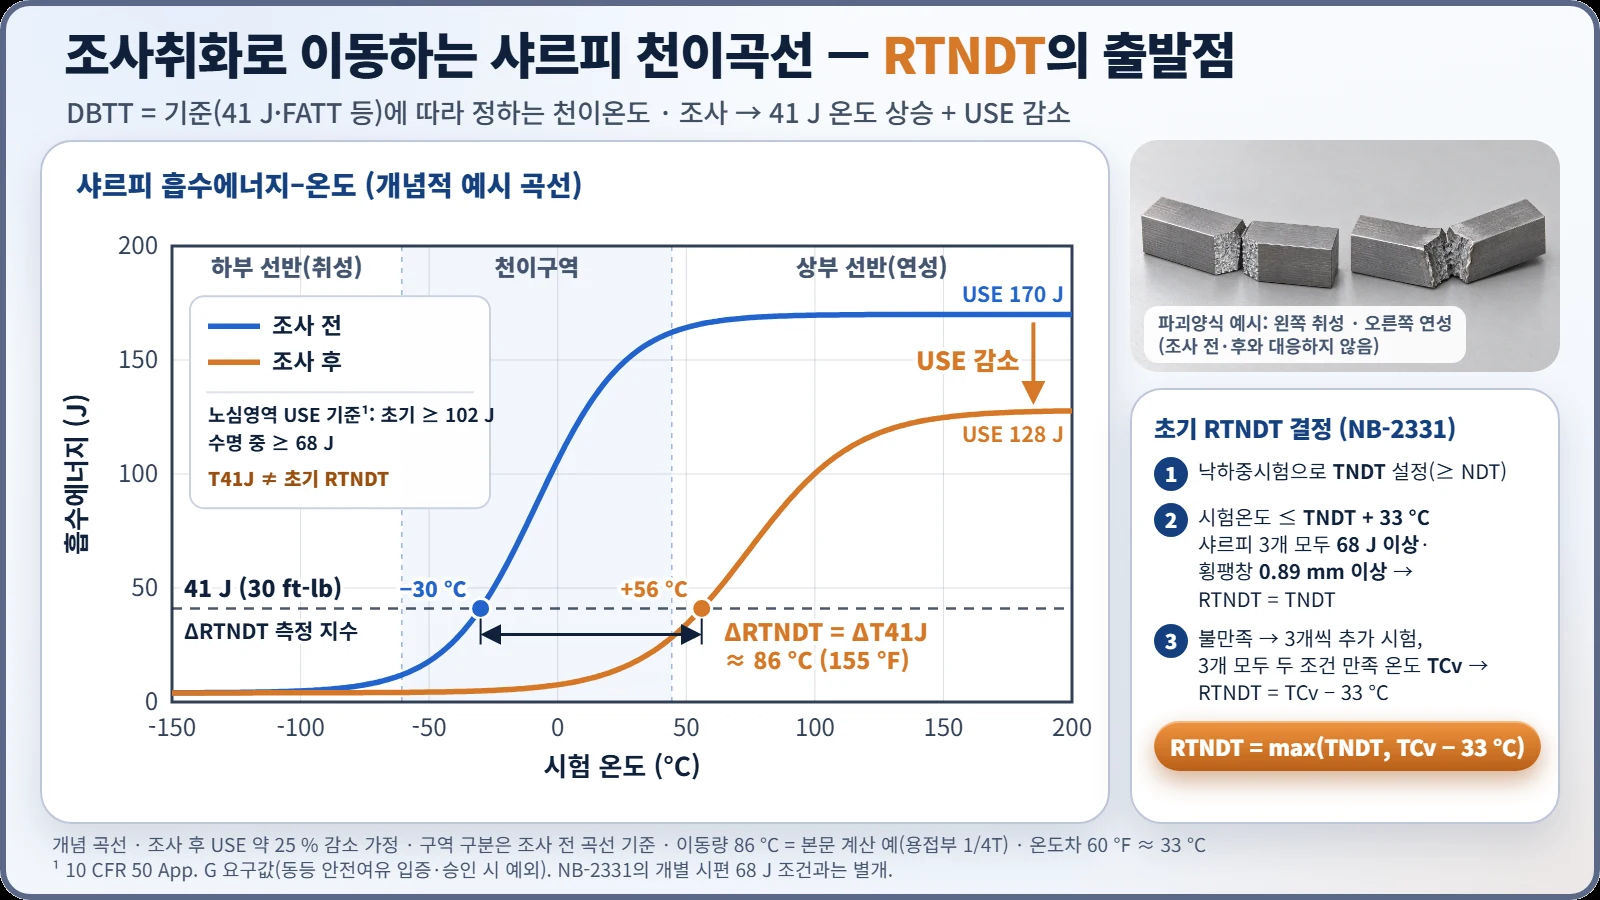 조사취화로 이동하는 샤르피 천이곡선 — RTNDT의 출발점
DBTT = 기준(41 J·FATT 등)에 따라 정하는 천이온도 · 조사 → 41 J 온도 상승 + USE 감소
샤르피 흡수에너지–온도 (개념적 예시 곡선)
하부 선반(취성)
천이구역
상부 선반(연성)
조사 전
조사 후
노심영역 USE 기준¹: 초기 ≥ 102 J
수명 중 ≥ 68 J
T41J ≠ 초기 RTNDT
USE 170 J
USE 감소
USE 128 J
41 J (30 ft-lb)
−30 °C
+56 °C
ΔRTNDT 측정 지수
ΔRTNDT = ΔT41J
≈ 86 °C (155 °F)
흡수에너지 (J)
200
150
100
50
0
-150
-100
-50
0
50
100
150
200
시험 온도 (°C)
파괴양식 예시: 왼쪽 취성 · 오른쪽 연성
(조사 전·후와 대응하지 않음)
초기 RTNDT 결정 (NB-2331)
1 낙하중시험으로 TNDT 설정(≥ NDT)
2 시험온도 ≤ TNDT + 33 °C
샤르피 3개 모두 68 J 이상·
횡팽창 0.89 mm 이상 →
RTNDT = TNDT
3 불만족 → 3개씩 추가 시험,
3개 모두 두 조건 만족 온도 TCv →
RTNDT = TCv − 33 °C
RTNDT = max(TNDT, TCv − 33 °C)
개념 곡선 · 조사 후 USE 약 25 % 감소 가정 · 구역 구분은 조사 전 곡선 기준 · 이동량 86 °C = 본문 계산 예(용접부 1/4T) · 온도차 60 °F ≈ 33 °C
¹ 10 CFR 50 App. G 요구값(동등 안전여유 입증·승인 시 예외). NB-2331의 개별 시편 68 J 조건과는 별개.